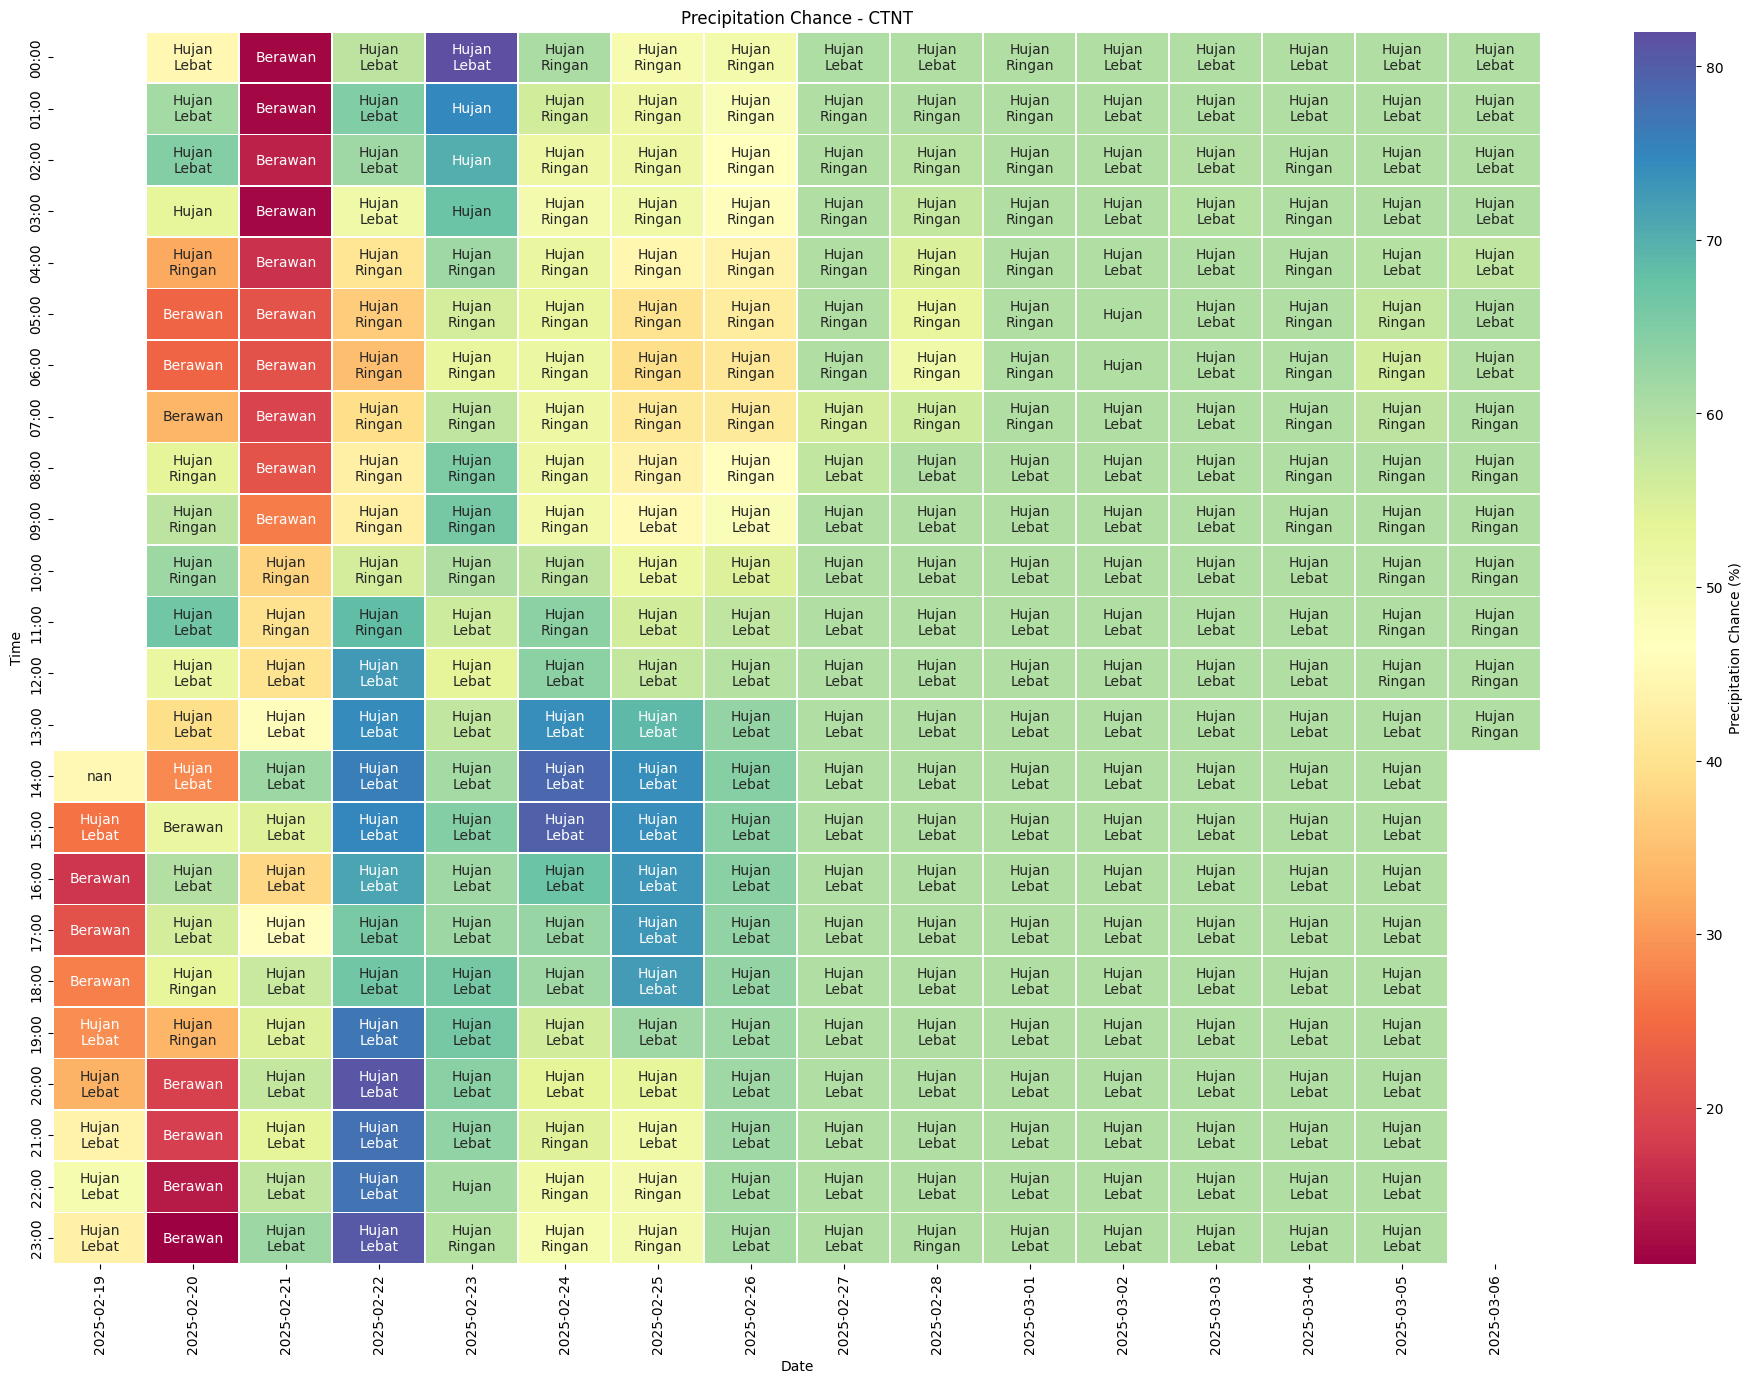 Precipitation Chance - CTNT
00:00 Hujan Lebat Berawan Hujan Lebat Hujan Lebat Hujan Ringan Hujan Ringan Hujan Ringan Hujan Lebat Hujan Lebat Hujan Ringan Hujan Lebat Hujan Lebat Hujan Lebat Hujan Lebat Hujan Lebat
01:00 Hujan Lebat Berawan Hujan Lebat Hujan Hujan Ringan Hujan Ringan Hujan Ringan Hujan Ringan Hujan Ringan Hujan Ringan Hujan Lebat Hujan Lebat Hujan Lebat Hujan Lebat Hujan Lebat
02:00 Hujan Lebat Berawan Hujan Lebat Hujan Hujan Ringan Hujan Ringan Hujan Ringan Hujan Ringan Hujan Ringan Hujan Ringan Hujan Lebat Hujan Lebat Hujan Ringan Hujan Lebat Hujan Lebat
03:00 Hujan Berawan Hujan Lebat Hujan Hujan Ringan Hujan Ringan Hujan Ringan Hujan Ringan Hujan Ringan Hujan Ringan Hujan Lebat Hujan Lebat Hujan Ringan Hujan Lebat Hujan Lebat
04:00 Hujan Ringan Berawan Hujan Ringan Hujan Ringan Hujan Ringan Hujan Ringan Hujan Ringan Hujan Ringan Hujan Ringan Hujan Ringan Hujan Lebat Hujan Lebat Hujan Ringan Hujan Lebat Hujan Lebat
05:00 Berawan Berawan Hujan Ringan Hujan Ringan Hujan Ringan Hujan Ringan Hujan Ringan Hujan Ringan Hujan Ringan Hujan Ringan Hujan Hujan Lebat Hujan Ringan Hujan Ringan Hujan Lebat
06:00 Berawan Berawan Hujan Ringan Hujan Ringan Hujan Ringan Hujan Ringan Hujan Ringan Hujan Ringan Hujan Ringan Hujan Ringan Hujan Hujan Lebat Hujan Ringan Hujan Ringan Hujan Lebat
07:00 Berawan Berawan Hujan Ringan Hujan Ringan Hujan Ringan Hujan Ringan Hujan Ringan Hujan Ringan Hujan Ringan Hujan Ringan Hujan Lebat Hujan Lebat Hujan Ringan Hujan Ringan Hujan Ringan
08:00 Hujan Ringan Berawan Hujan Ringan Hujan Ringan Hujan Ringan Hujan Ringan Hujan Ringan Hujan Lebat Hujan Lebat Hujan Lebat Hujan Lebat Hujan Lebat Hujan Ringan Hujan Ringan Hujan Ringan
09:00 Hujan Ringan Berawan Hujan Ringan Hujan Ringan Hujan Ringan Hujan Lebat Hujan Lebat Hujan Lebat Hujan Lebat Hujan Lebat Hujan Lebat Hujan Lebat Hujan Ringan Hujan Ringan Hujan Ringan
10:00 Hujan Ringan Hujan Ringan Hujan Ringan Hujan Ringan Hujan Ringan Hujan Lebat Hujan Lebat Hujan Lebat Hujan Lebat Hujan Lebat Hujan Lebat Hujan Lebat Hujan Lebat Hujan Ringan Hujan Ringan
11:00 Hujan Lebat Hujan Ringan Hujan Ringan Hujan Lebat Hujan Ringan Hujan Lebat Hujan Lebat Hujan Lebat Hujan Lebat Hujan Lebat Hujan Lebat Hujan Lebat Hujan Lebat Hujan Ringan Hujan Ringan
12:00 Hujan Lebat Hujan Lebat Hujan Lebat Hujan Lebat Hujan Lebat Hujan Lebat Hujan Lebat Hujan Lebat Hujan Lebat Hujan Lebat Hujan Lebat Hujan Lebat Hujan Lebat Hujan Ringan Hujan Ringan
13:00 Hujan Lebat Hujan Lebat Hujan Lebat Hujan Lebat Hujan Lebat Hujan Lebat Hujan Lebat Hujan Lebat Hujan Lebat Hujan Lebat Hujan Lebat Hujan Lebat Hujan Lebat Hujan Lebat Hujan Ringan
14:00 nan Hujan Lebat Hujan Lebat Hujan Lebat Hujan Lebat Hujan Lebat Hujan Lebat Hujan Lebat Hujan Lebat Hujan Lebat Hujan Lebat Hujan Lebat Hujan Lebat Hujan Lebat Hujan Lebat
15:00 Hujan Lebat Berawan Hujan Lebat Hujan Lebat Hujan Lebat Hujan Lebat Hujan Lebat Hujan Lebat Hujan Lebat Hujan Lebat Hujan Lebat Hujan Lebat Hujan Lebat Hujan Lebat Hujan Lebat
16:00 Berawan Hujan Lebat Hujan Lebat Hujan Lebat Hujan Lebat Hujan Lebat Hujan Lebat Hujan Lebat Hujan Lebat Hujan Lebat Hujan Lebat Hujan Lebat Hujan Lebat Hujan Lebat Hujan Lebat
17:00 Berawan Hujan Lebat Hujan Lebat Hujan Lebat Hujan Lebat Hujan Lebat Hujan Lebat Hujan Lebat Hujan Lebat Hujan Lebat Hujan Lebat Hujan Lebat Hujan Lebat Hujan Lebat Hujan Lebat
18:00 Berawan Hujan Ringan Hujan Lebat Hujan Lebat Hujan Lebat Hujan Lebat Hujan Lebat Hujan Lebat Hujan Lebat Hujan Lebat Hujan Lebat Hujan Lebat Hujan Lebat Hujan Lebat Hujan Lebat
19:00 Hujan Lebat Hujan Ringan Hujan Lebat Hujan Lebat Hujan Lebat Hujan Lebat Hujan Lebat Hujan Lebat Hujan Lebat Hujan Lebat Hujan Lebat Hujan Lebat Hujan Lebat Hujan Lebat Hujan Lebat
20:00 Hujan Lebat Berawan Hujan Lebat Hujan Lebat Hujan Lebat Hujan Lebat Hujan Lebat Hujan Lebat Hujan Lebat Hujan Lebat Hujan Lebat Hujan Lebat Hujan Lebat Hujan Lebat Hujan Lebat
21:00 Hujan Lebat Berawan Hujan Lebat Hujan Lebat Hujan Lebat Hujan Ringan Hujan Lebat Hujan Lebat Hujan Lebat Hujan Lebat Hujan Lebat Hujan Lebat Hujan Lebat Hujan Lebat Hujan Lebat
22:00 Hujan Lebat Berawan Hujan Lebat Hujan Lebat Hujan Hujan Ringan Hujan Ringan Hujan Lebat Hujan Lebat Hujan Lebat Hujan Lebat Hujan Lebat Hujan Lebat Hujan Lebat Hujan Lebat
23:00 Hujan Lebat Berawan Hujan Lebat Hujan Lebat Hujan Ringan Hujan Ringan Hujan Ringan Hujan Lebat Hujan Lebat Hujan Ringan Hujan Lebat Hujan Lebat Hujan Lebat Hujan Lebat Hujan Lebat
Time
2025-02-19 2025-02-20 2025-02-21 2025-02-22 2025-02-23 2025-02-24 2025-02-25 2025-02-26 2025-02-27 2025-02-28 2025-03-01 2025-03-02 2025-03-03 2025-03-04 2025-03-05 2025-03-06
Date
80
70
60
50
40
30
20
Precipitation Chance (%)